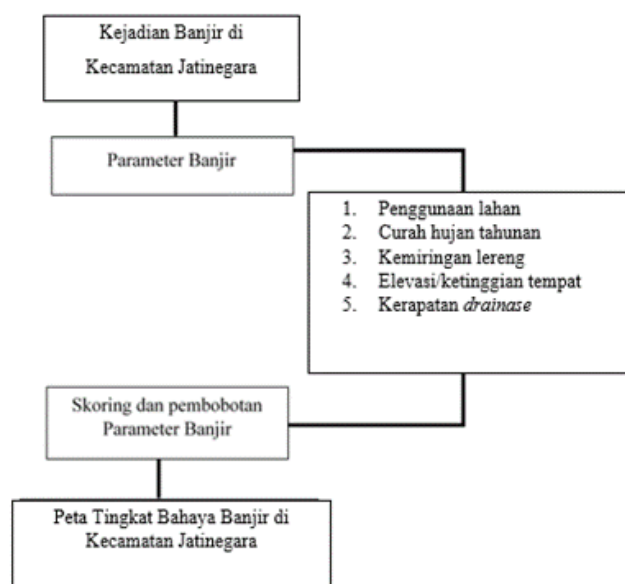 Kejadian Banjir di
Kecamatan Jatinegara
Parameter Banjir
1. Penggunaan lahan
2. Curah hujan tahunan
3. Kemiringan lereng
4. Elevasi/ketinggian tempat
5. Kerapatan drainase
Skoring dan pembobotan
Parameter Banjir
Peta Tingkat Bahaya Banjir di
Kecamatan Jatinegara